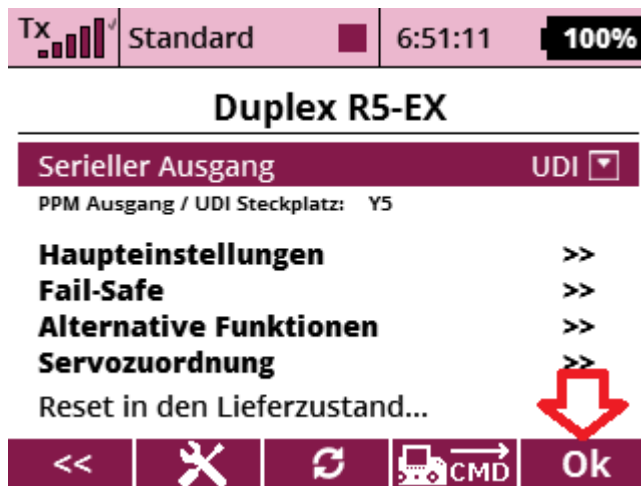 Tx Standard 6:51:11 100%
Duplex R5-EX
Serieller Ausgang UDI
PPM Ausgang / UDI Steckplatz: Y5
Haupteinstellungen >>
Fail-Safe >>
Alternative Funktionen >>
Servozuordnung >>
Reset in den Lieferzustand...
<< CMD Ok